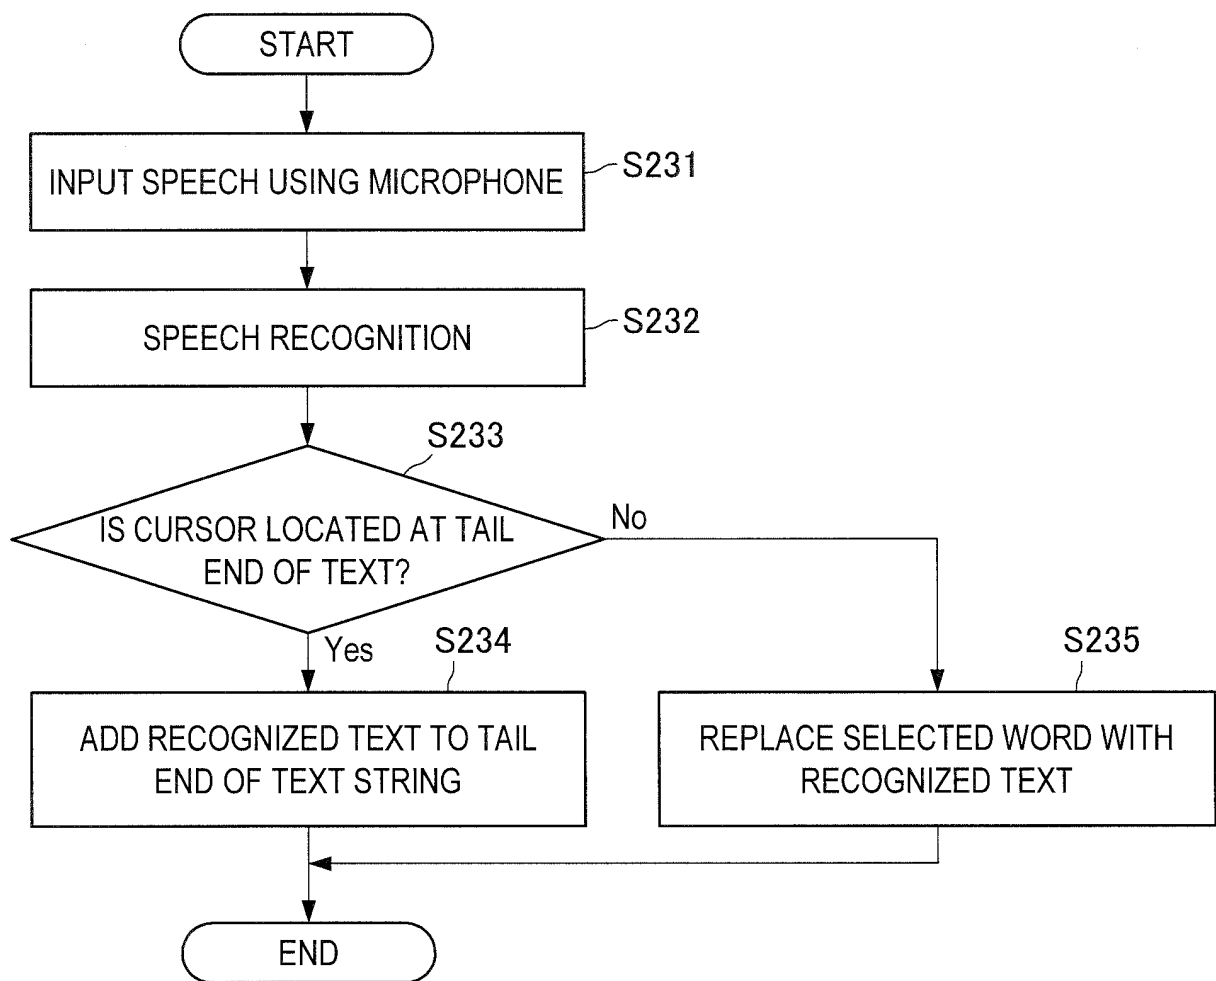 START
INPUT SPEECH USING MICROPHONE
S231
SPEECH RECOGNITION
S232
S233
IS CURSOR LOCATED AT TAIL
END OF TEXT?
No
Yes
S234
ADD RECOGNIZED TEXT TO TAIL
END OF TEXT STRING
S235
REPLACE SELECTED WORD WITH
RECOGNIZED TEXT
END